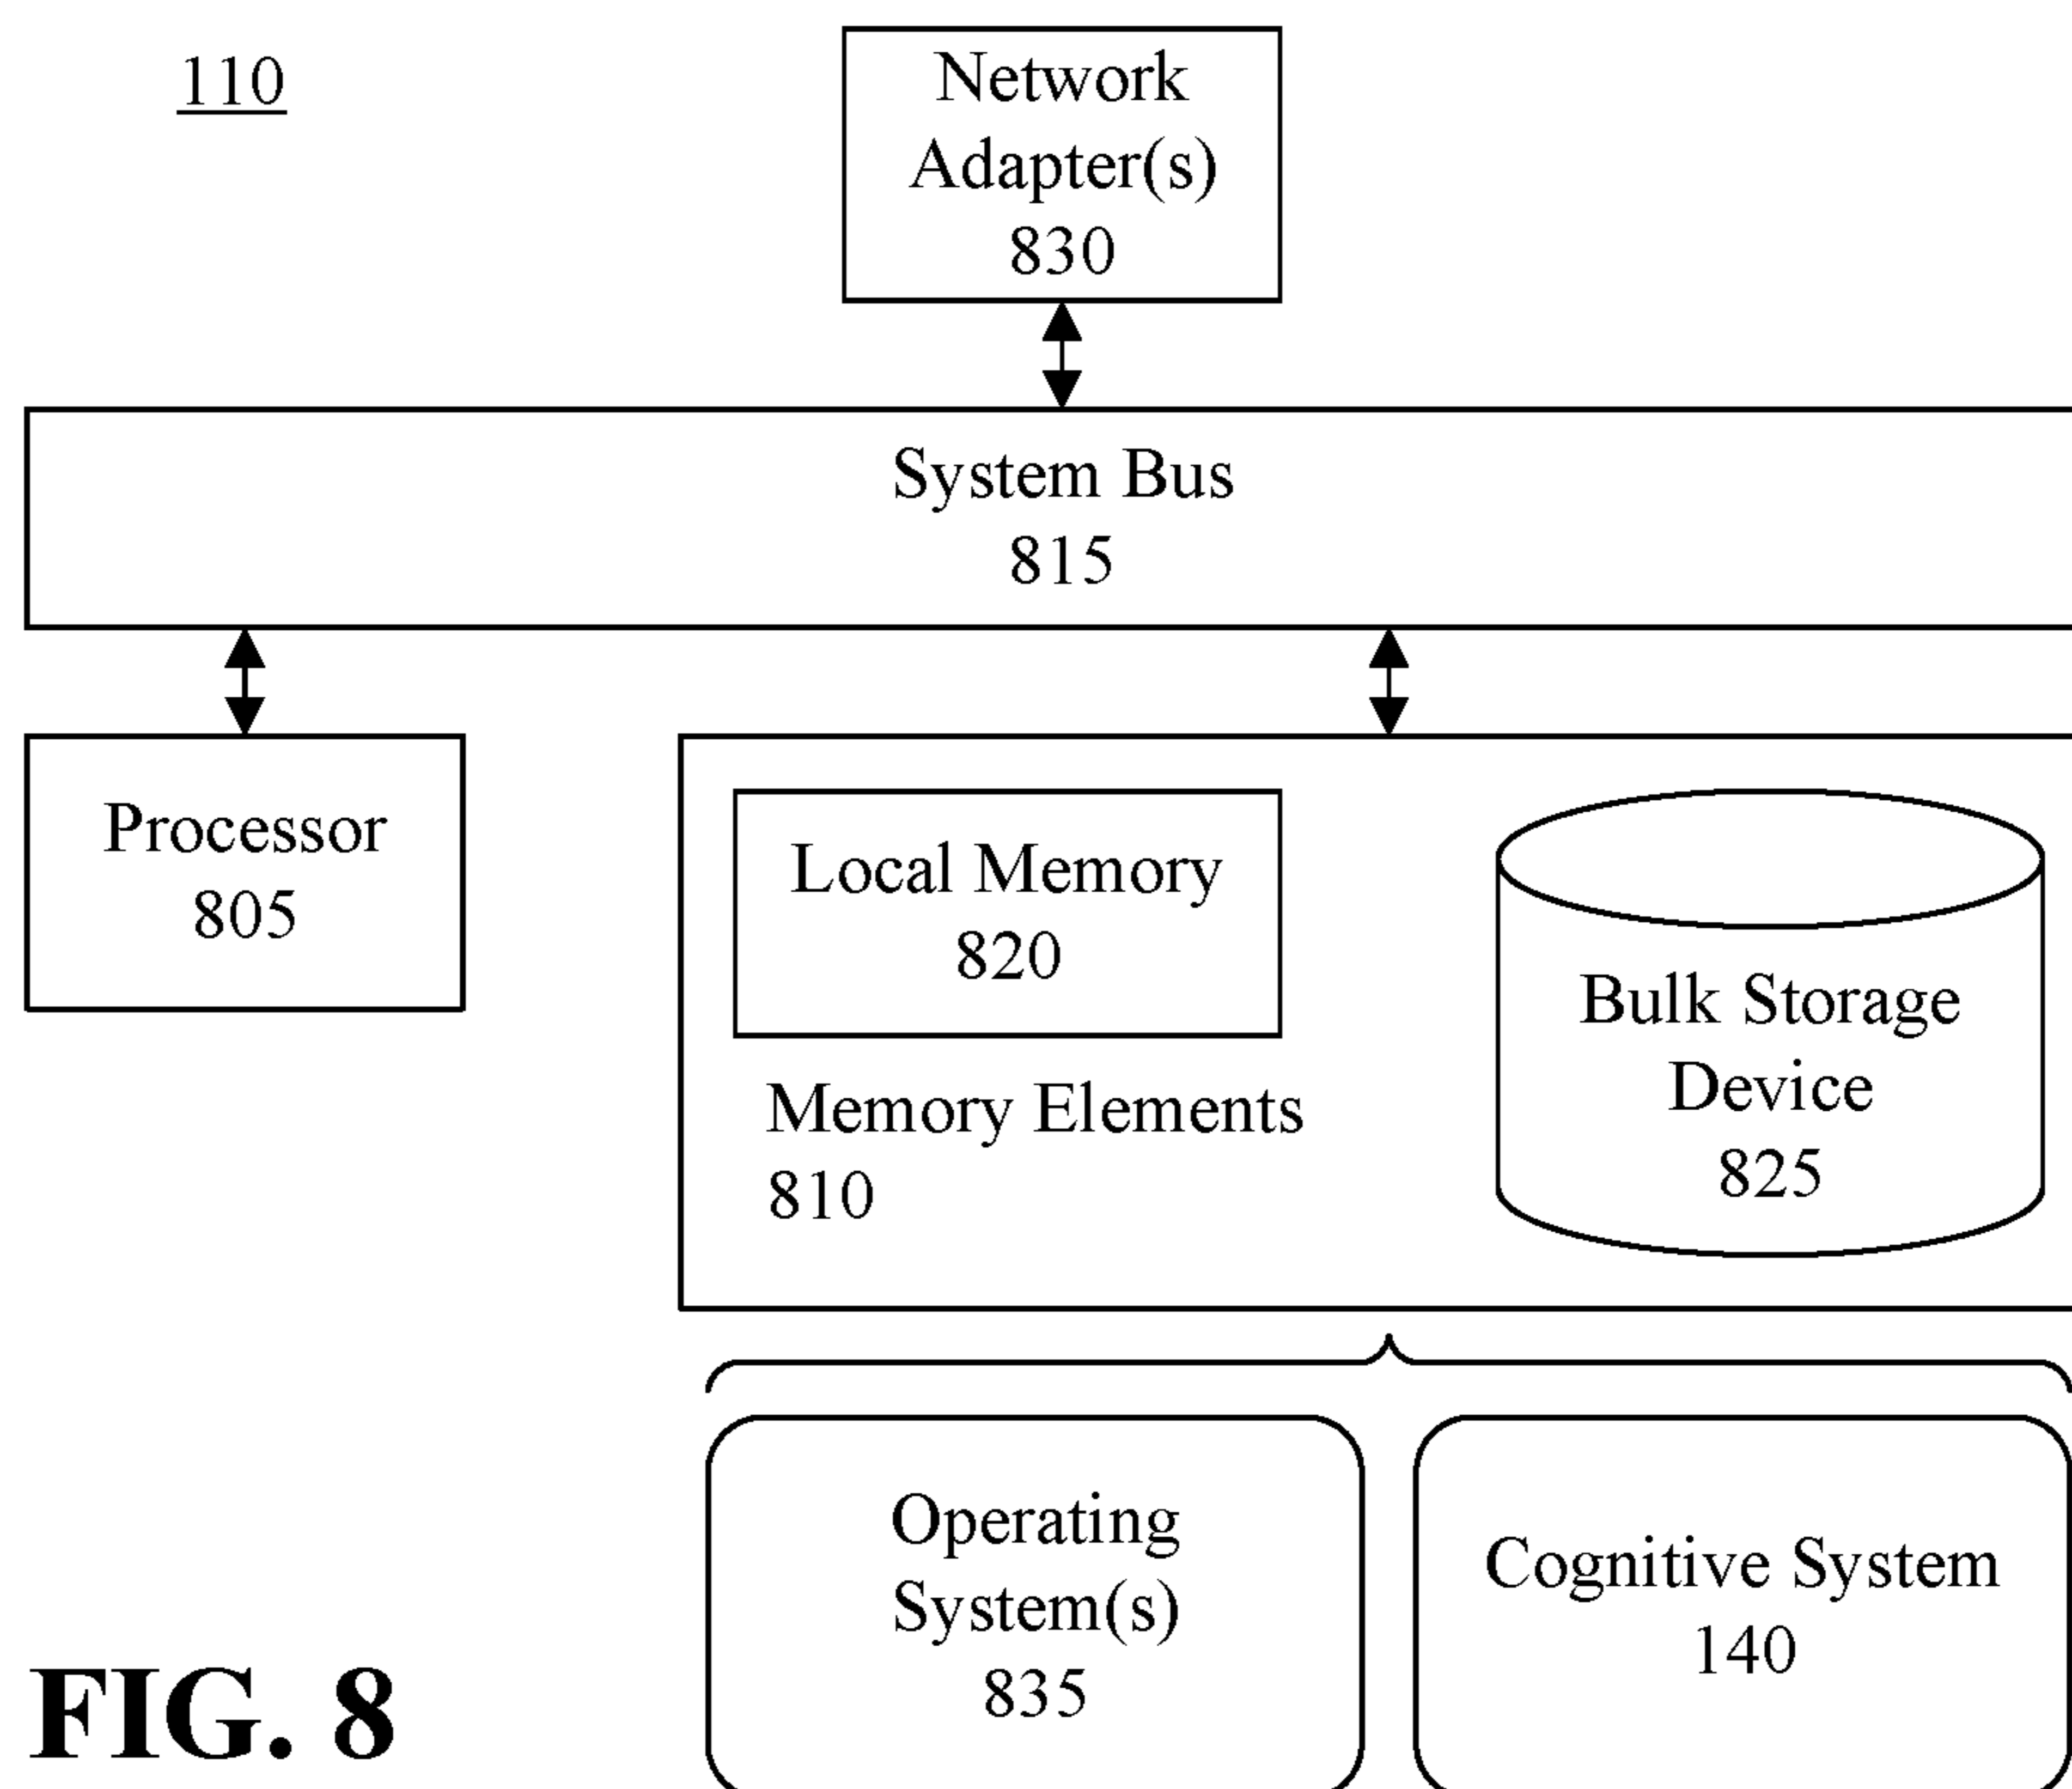 110
Network
Adapter(s)
830
System Bus
815
Processor
805
Local Memory
820
Memory Elements
810
Bulk Storage
Device
825
Operating
System(s)
835
Cognitive System
140
FIG. 8